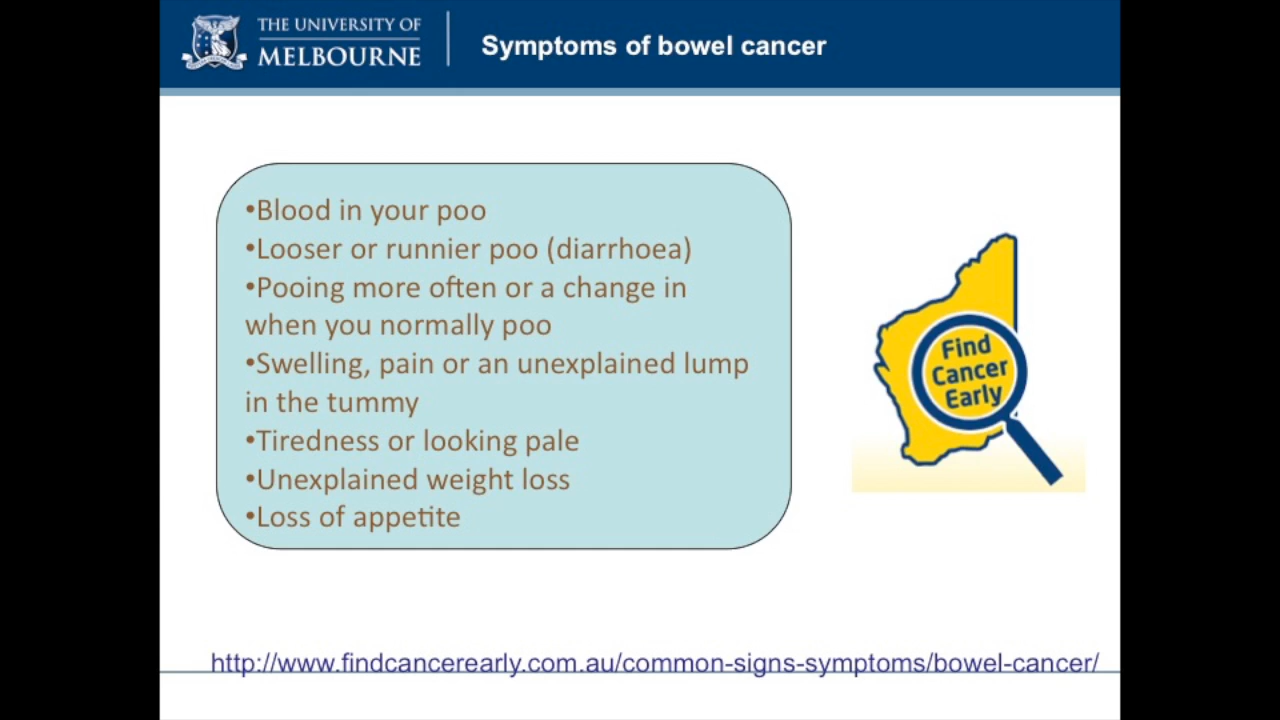 THE UNIVERSITY OF
MELBOURNE
Symptoms of bowel cancer
•Blood in your poo
•Looser or runnier poo (diarrhoea)
•Pooing more often or a change in
when you normally poo
•Swelling, pain or an unexplained lump
in the tummy
•Tiredness or looking pale
•Unexplained weight loss
•Loss of appetite
Find
Cancer
Early
http://www.findcancerearly.com.au/common-signs-symptoms/bowel-cancer/